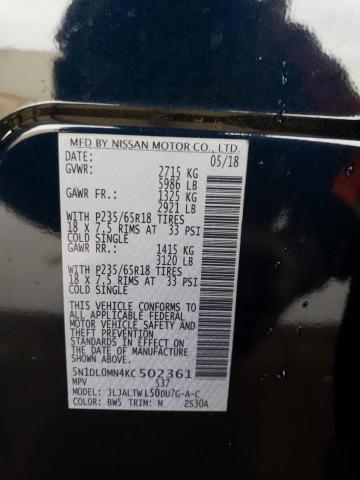 MFD BY NISSAN MOTOR CO., LTD.
DATE: 05/18
GVWR: 2715 KG
5986 LB
GAWR FR.: 1325 KG
2921 LB
WITH P235/65R18 TIRES
18 x 7.5 RIMS AT 33 PSI
COLD SINGLE
GAWR RR.: 1415 KG
3120 LB
WITH P235/65R18 TIRES
18 x 7.5 RIMS AT 33 PSI
COLD SINGLE
THIS VEHICLE CONFORMS TO
ALL APPLICABLE FEDERAL
MOTOR VEHICLE SAFETY
AND THEFT PREVENTION
STANDARDS IN EFFECT ON
THE DATE OF MANUFACTURE
SHOWN ABOVE.
5N1DL0MN4KC502361
MPV 537
MODEL: JLJALTWL50DU7G-A-C
COLOR: BW5 TRIM: M 2S30A